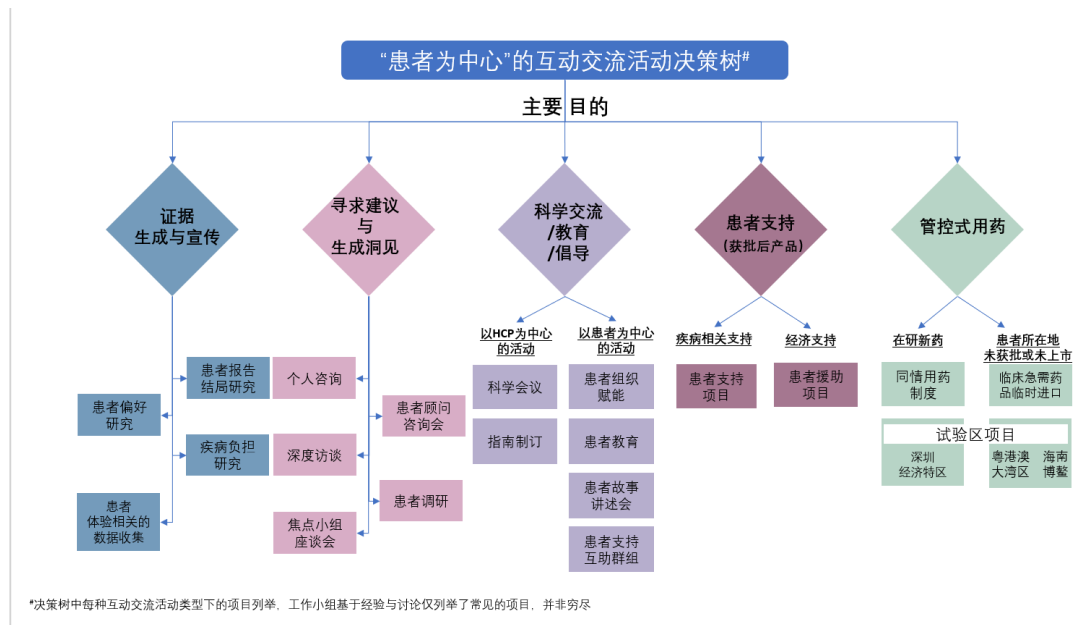 “患者为中心”的互动交流活动决策树#
主要 目的
证据
生成与宣传
寻求建议
与
生成洞见
科学交流
/教育
/倡导
患者支持
(获批后产品)
管控式用药
患者报告
结局研究
患者偏好
研究
疾病负担
研究
患者
体验相关的
数据收集
个人咨询
患者顾问
咨询会
深度访谈
患者调研
焦点小组
座谈会
以HCP为中心
的活动
科学会议
指南制订
以患者为中心
的活动
患者组织
赋能
患者教育
患者故事
讲述会
患者支持
互助群组
疾病相关支持
患者支持
项目
经济支持
患者援助
项目
在研新药
同情用药
制度
患者所在地
未获批或未上市
临床急需药
品临时进口
试验区项目
深圳
经济特区
粤港澳
大湾区
海南
博鳌
#决策树中每种互动交流活动类型下的项目列举，工作小组基于经验与讨论仅列举了常见的项目，并非穷尽